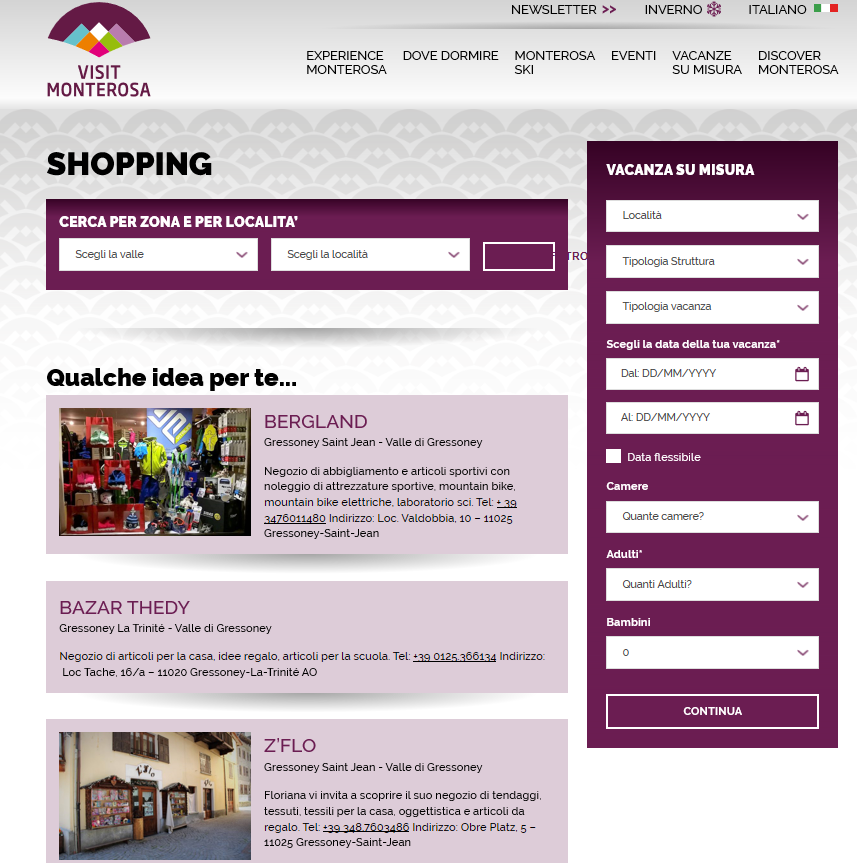 NEWSLETTER >>
INVERNO
ITALIANO
VISIT
MONTEROSA
EXPERIENCE
MONTEROSA
DOVE DORMIRE
MONTEROSA
SKI
EVENTI
VACANZE
SU MISURA
DISCOVER
MONTEROSA
SHOPPING
CERCA PER ZONA E PER LOCALITA'
Scegli la valle
Scegli la località
Qualche idea per te...
BERGLAND
Gressoney Saint Jean - Valle di Gressoney
Negozio di abbigliamento e articoli sportivi con
noleggio di attrezzature sportive, mountain bike,
mountain bike elettriche, laboratorio sci. Tel: + 39
3476011480 Indirizzo: Loc. Valdobbia, 10 – 11025
Gressoney-Saint-Jean
BAZAR THEDY
Gressoney La Trinité - Valle di Gressoney
Negozio di articoli per la casa, idee regalo, articoli per la scuola. Tel: +39 0125.366134 Indirizzo:
Loc Tache, 16/a – 11020 Gressoney-La-Trinité AO
Z'FLO
Gressoney Saint Jean - Valle di Gressoney
Floriana vi invita a scoprire il suo negozio di tendaggi,
tessuti, tessili per la casa, oggettistica e articoli da
regalo. Tel: +39 348.7603486 Indirizzo: Obre Platz, 5 –
11025 Gressoney-Saint-Jean
VACANZA SU MISURA
Località
Tipologia Struttura
Tipologia vacanza
Scegli la data della tua vacanza*
Dal: DD/MM/YYYY
Al: DD/MM/YYYY
Data flessibile
Camere
Quante camere?
Adulti*
Quanti Adulti?
Bambini
0
CONTINUA